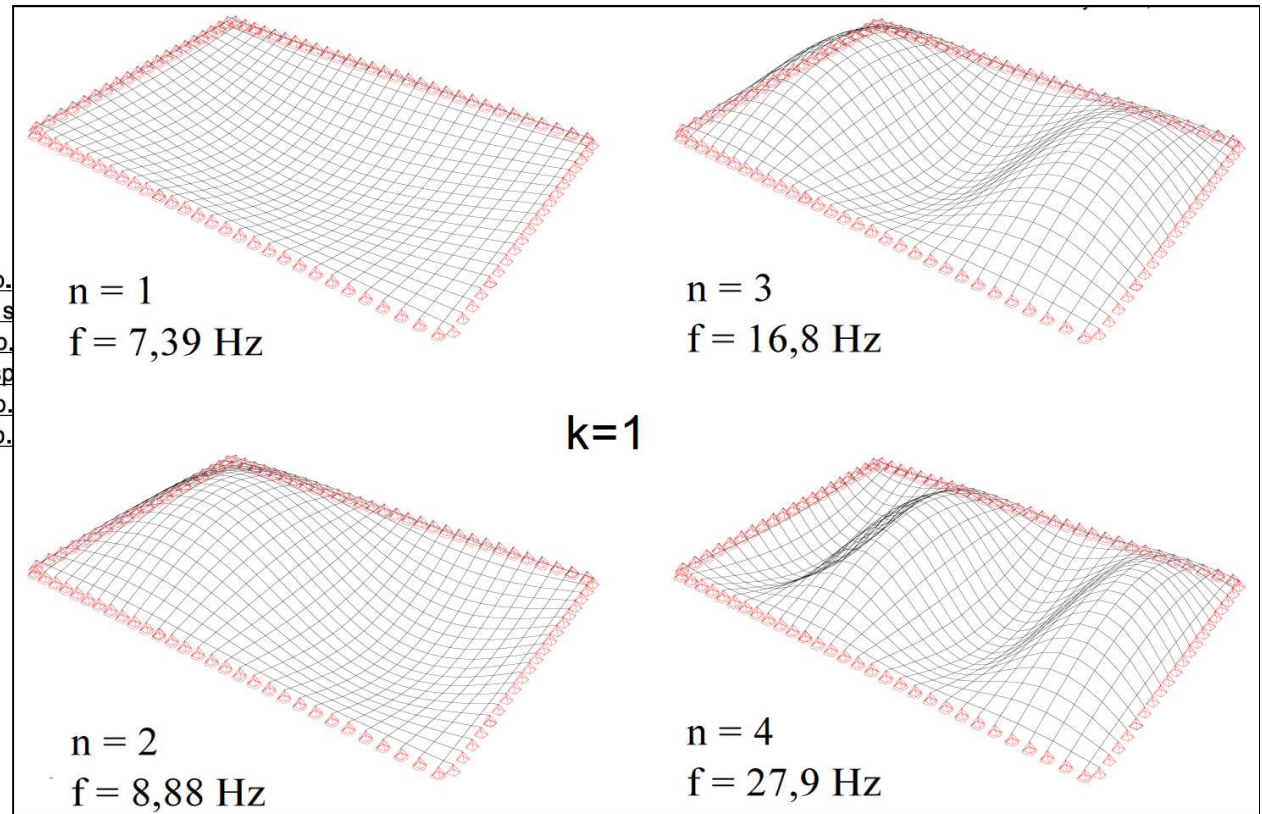 n = 1
f = 7,39 Hz
n = 3
f = 16,8 Hz
k=1
n = 2
f = 8,88 Hz
n = 4
f = 27,9 Hz